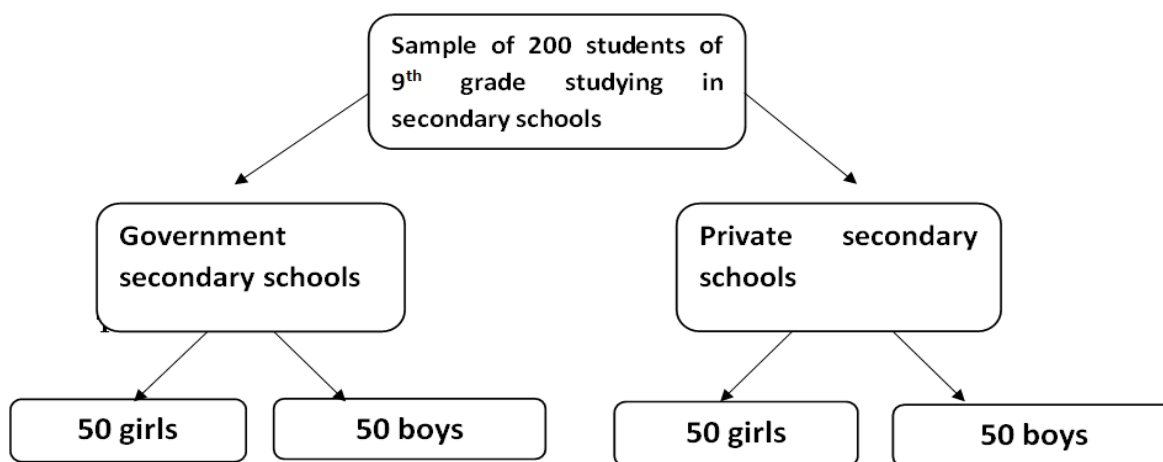 Sample of 200 students of
9th grade studying in
secondary schools
Government
secondary schools
Private secondary
schools
50 girls
50 boys
50 girls
50 boys